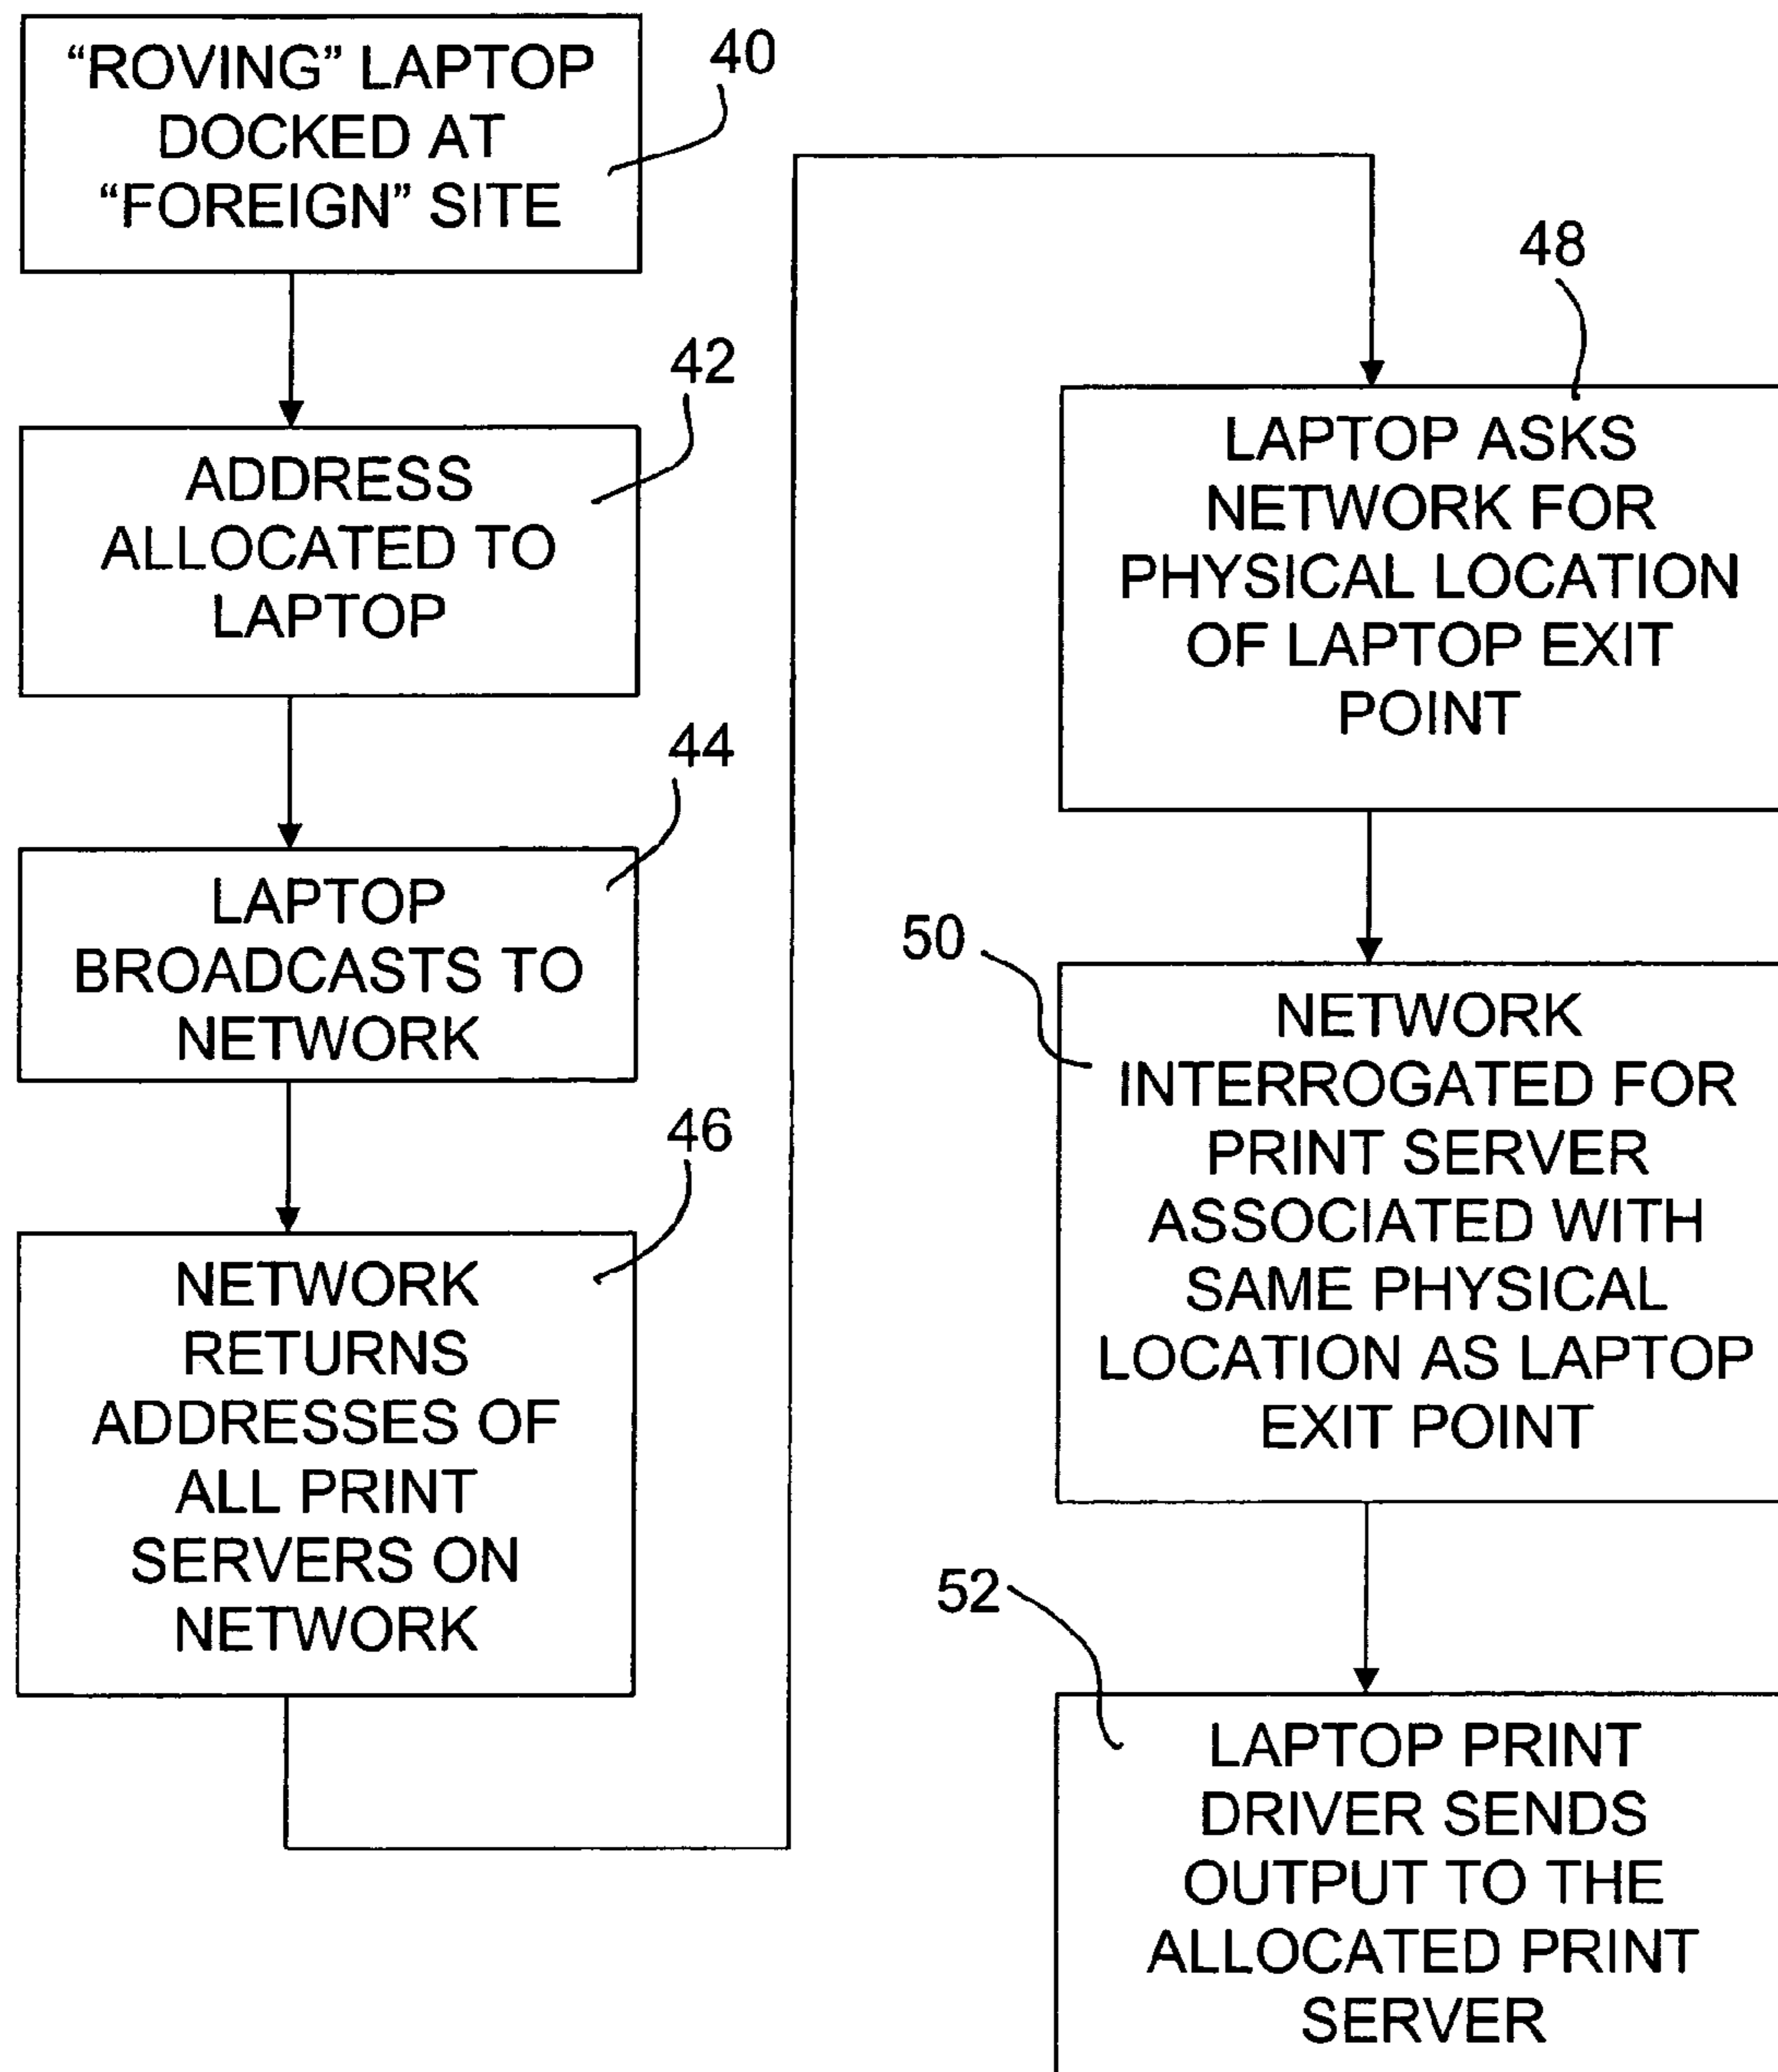 “ROVING” LAPTOP
DOCKED AT
“FOREIGN” SITE
40
ADDRESS
ALLOCATED TO
LAPTOP
42
LAPTOP
BROADCASTS TO
NETWORK
44
NETWORK
RETURNS
ADDRESSES OF
ALL PRINT
SERVERS ON
NETWORK
46
LAPTOP ASKS
NETWORK FOR
PHYSICAL LOCATION
OF LAPTOP EXIT
POINT
48
NETWORK
INTERROGATED FOR
PRINT SERVER
ASSOCIATED WITH
SAME PHYSICAL
LOCATION AS LAPTOP
EXIT POINT
50
LAPTOP PRINT
DRIVER SENDS
OUTPUT TO THE
ALLOCATED PRINT
SERVER
52